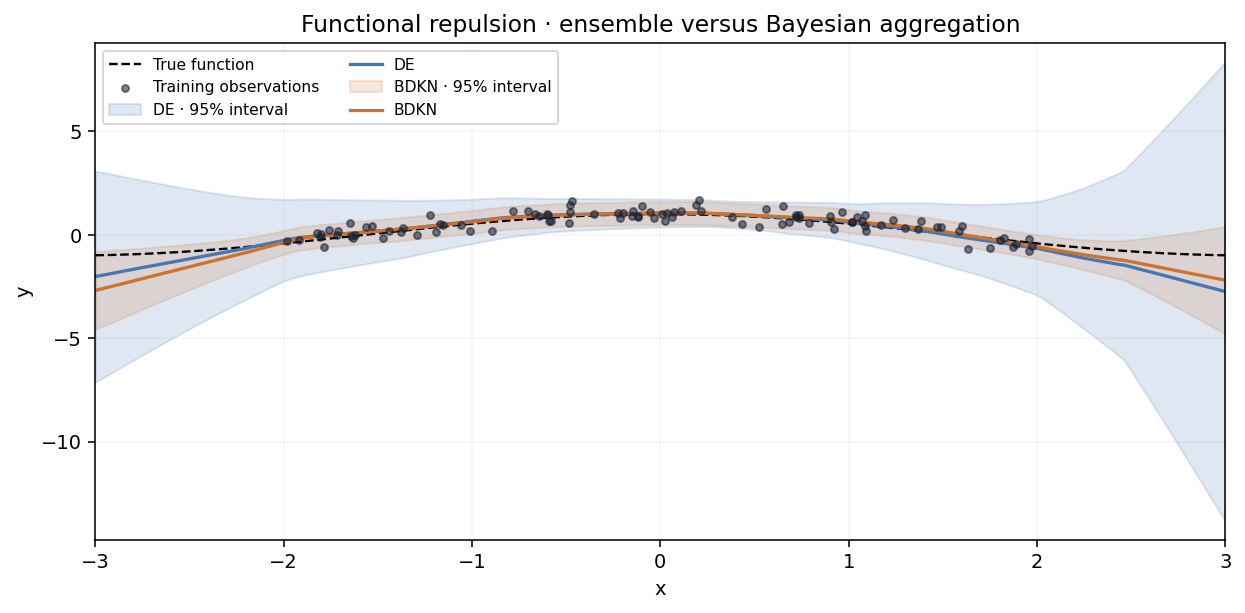 Functional repulsion · ensemble versus Bayesian aggregation
True function
Training observations
DE · 95% interval
DE
BDKN · 95% interval
BDKN
y
5
0
−5
−10
−3
−2
−1
0
1
2
3
x